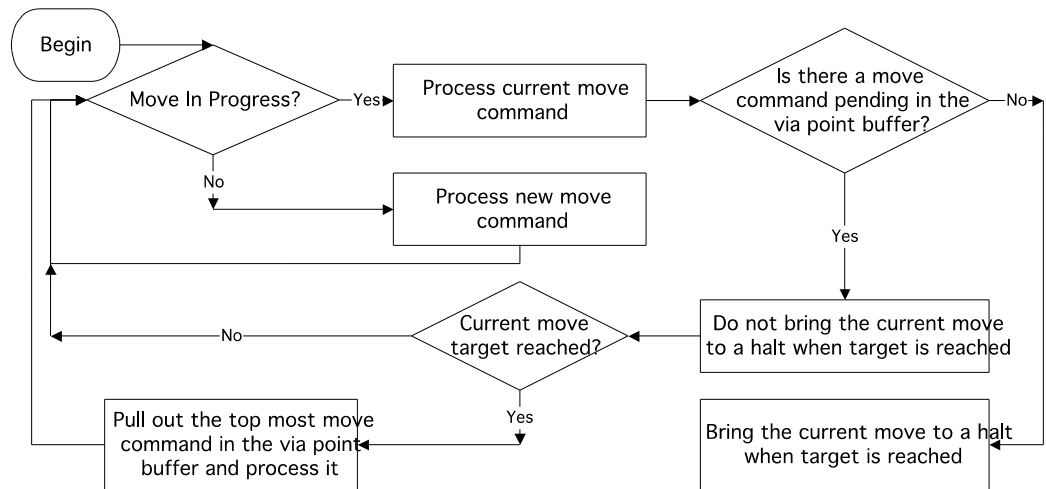 Begin
Move In Progress?
Yes
Process current move
command
Is there a move
command pending in the
via point buffer?
No
No
Process new move
command
Yes
Current move
target reached?
No
Do not bring the current move
to a halt when target is reached
Yes
Pull out the top most move
command in the via point
buffer and process it
Bring the current move to a halt
when target is reached